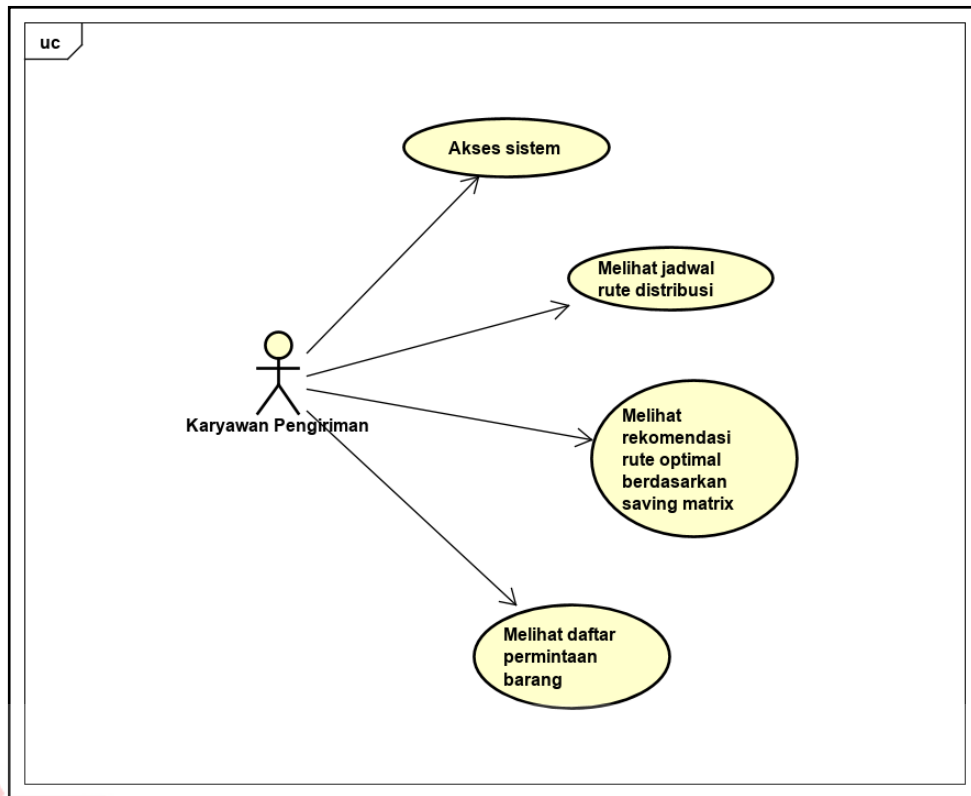 uc
Akses sistem
Melihat jadwal
rute distribusi
Karyawan Pengiriman
Melihat
rekomendasi
rute optimal
berdasarkan
saving matrix
Melihat daftar
permintaan
barang